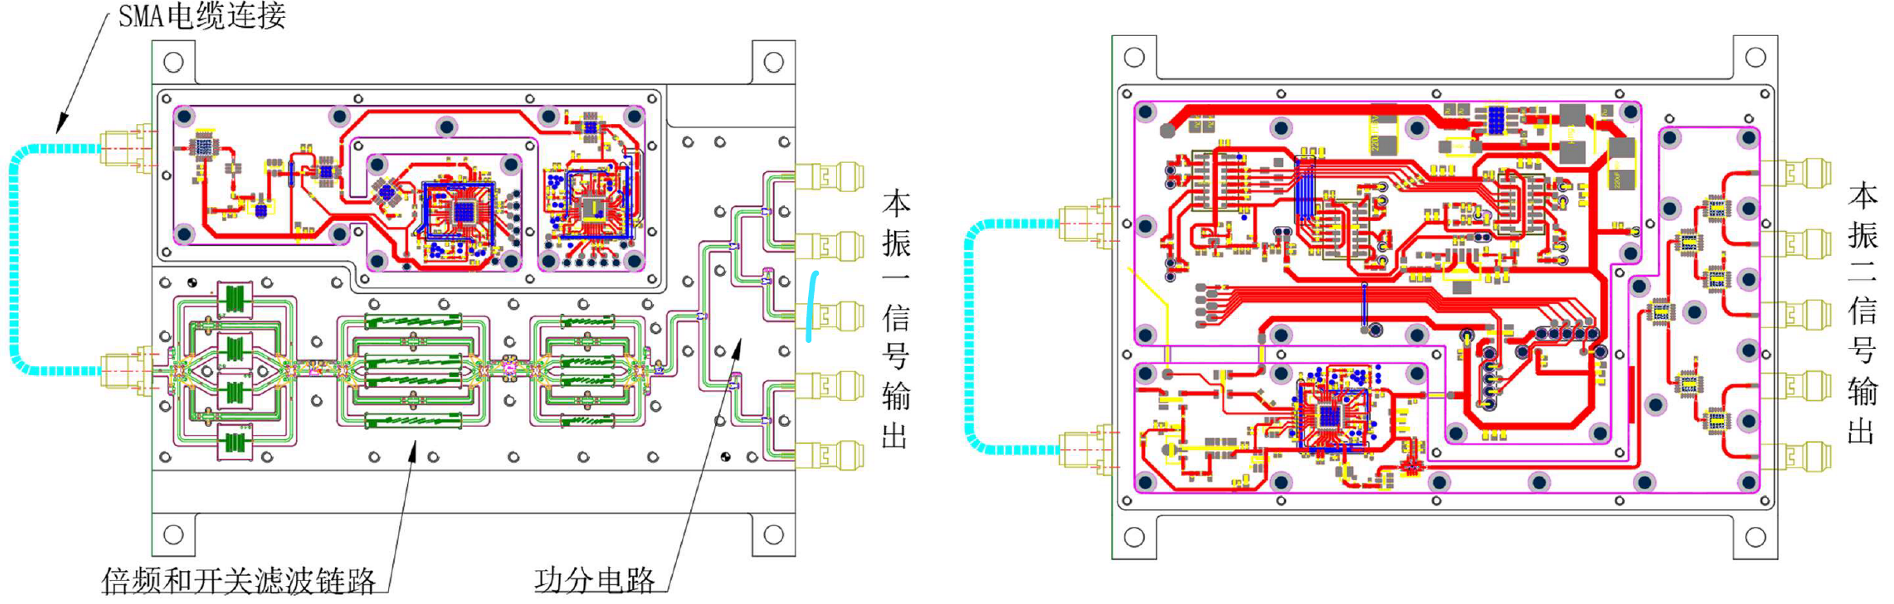 SMA电缆连接
本振一信号输出
倍频和开关滤波链路
功分电路
本振二信号输出